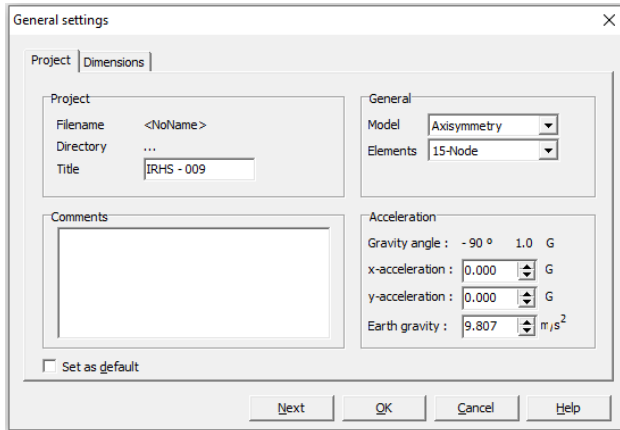 General settings
Project Dimensions
Project
Filename <NoName>
Directory ...
Title IRHS - 009
General
Model Axisymmetry
Elements 15-Node
Comments
Acceleration
Gravity angle : - 90 º 1.0 G
x-acceleration : 0.000 G
y-acceleration : 0.000 G
Earth gravity : 9.807 m/s²
Set as default
Next OK Cancel Help